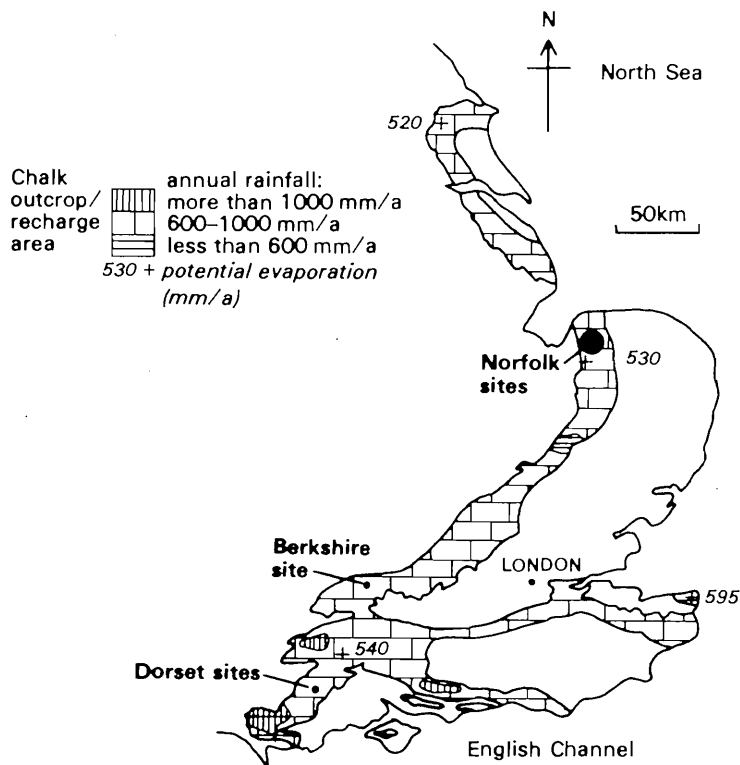 N
North Sea
520
Chalk
outcrop/
recharge
area
annual rainfall:
more than 1000 mm/a
600–1000 mm/a
less than 600 mm/a
530 + potential evaporation
(mm/a)
50km
Norfolk
sites
530
Berkshire
site
LONDON
595
540
Dorset sites
English Channel